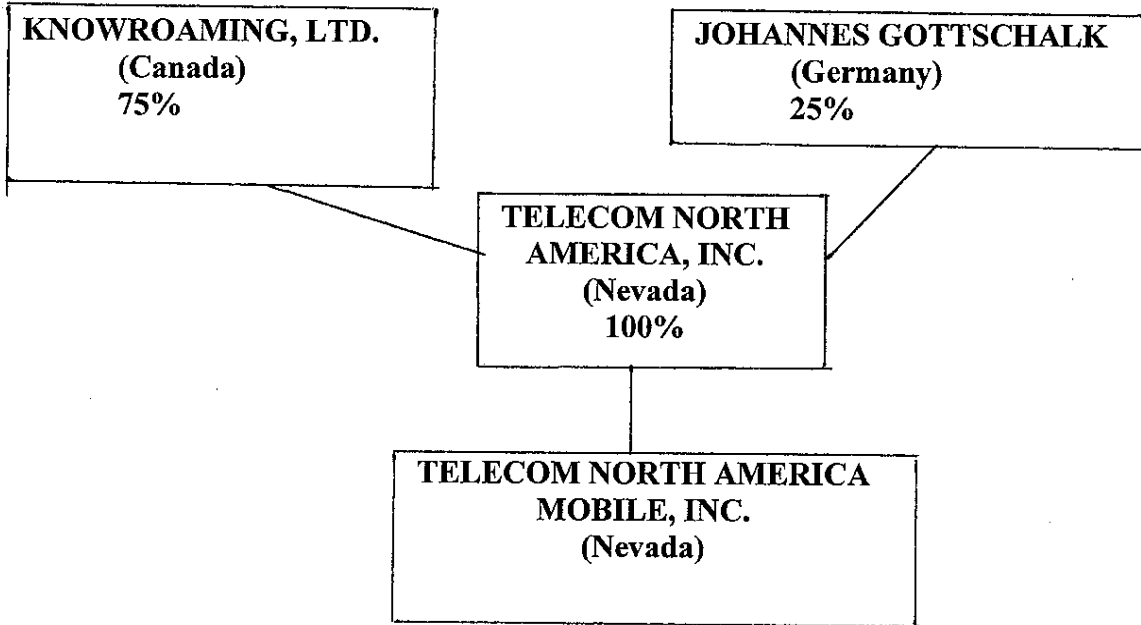 KNOWROAMING, LTD.
(Canada)
75%
JOHANNES GOTTSCHALK
(Germany)
25%
TELECOM NORTH
AMERICA, INC.
(Nevada)
100%
TELECOM NORTH AMERICA
MOBILE, INC.
(Nevada)